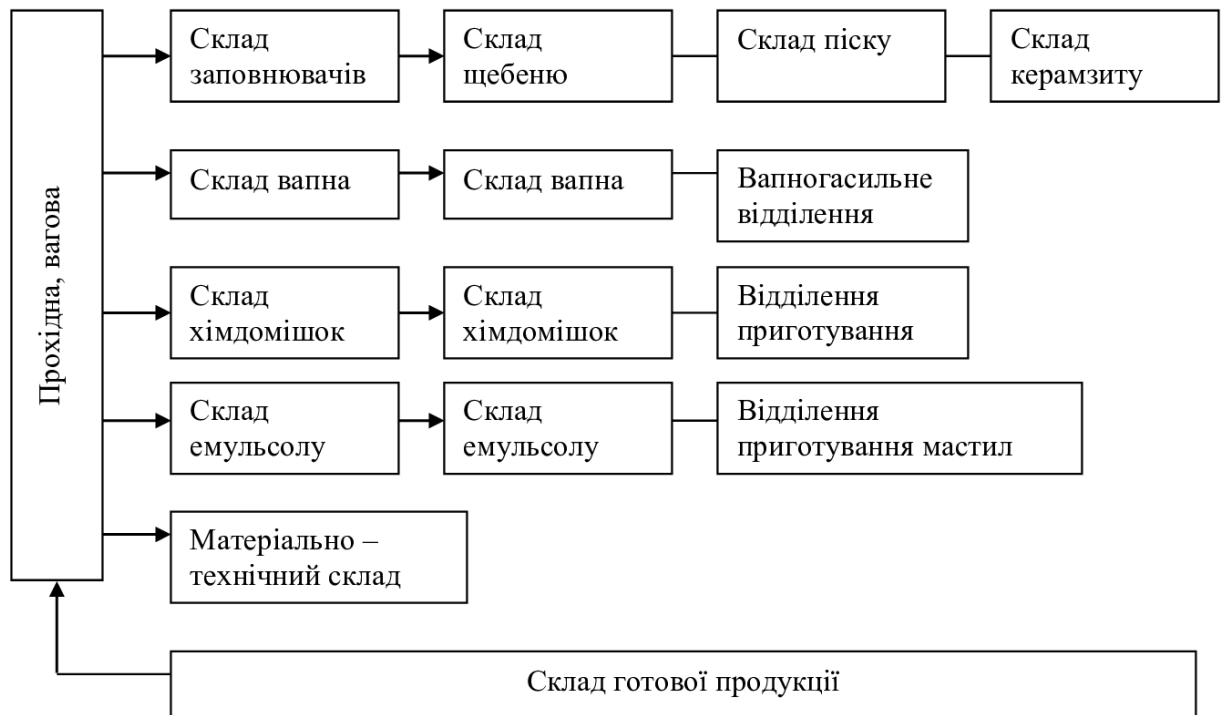 Прохідна, вагова
Склад
заповнювачів
Склад
щебеню
Склад піску
Склад
керамзиту
Склад вапна
Склад вапна
Вапногасильне
відділення
Склад
хімдомішок
Склад
хімдомішок
Відділення
приготування
Склад
емульсолу
Склад
емульсолу
Відділення
приготування мастил
Матеріально –
технічний склад
Склад готової продукції